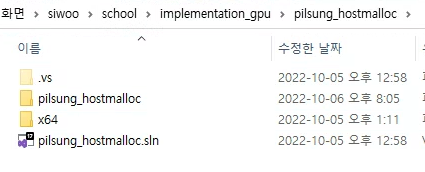 화면 › siwoo › school › implementation_gpu › pilsung_hostmalloc ›
이름 수정한 날짜
.vs 2022-10-05 오후 12:58
pilsung_hostmalloc 2022-10-06 오후 8:05
x64 2022-10-05 오후 1:11
pilsung_hostmalloc.sln 2022-10-05 오후 12:58